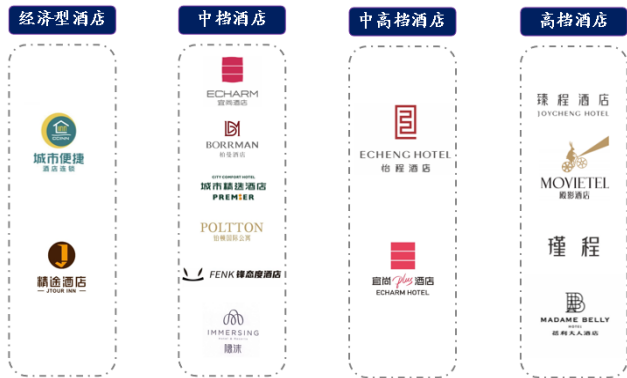 经济型酒店
CCINN
城市便捷
酒店连锁
精途酒店
JTOUR INN
中档酒店
ECHARM
宜尚酒店
BORRMAN
柏曼酒店
CITY COMFORT HOTEL
城市精选酒店
PREMIER
POLTTON
铂顿国际公寓
FENK 锋态度酒店
IMMERSING
隐沫
中高档酒店
ECHENG HOTEL
怡程酒店
宜尚 Plus 酒店
ECHARM HOTEL
高档酒店
臻程酒店
JOYCHENG HOTEL
MOVIETEL
殿影酒店
瑾程
MADAME BELLY
HOTEL
夫人酒店